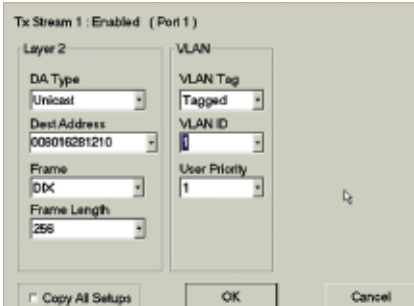 Tx Stream 1 : Enabled ( Port 1 )
Layer 2
VLAN
DA Type
VLAN Tag
Unicast
Tagged
Dest Address
VLAN ID
008016281210
1
Frame
User Priority
DIX
1
Frame Length
256
Copy All Setups
OK
Cancel